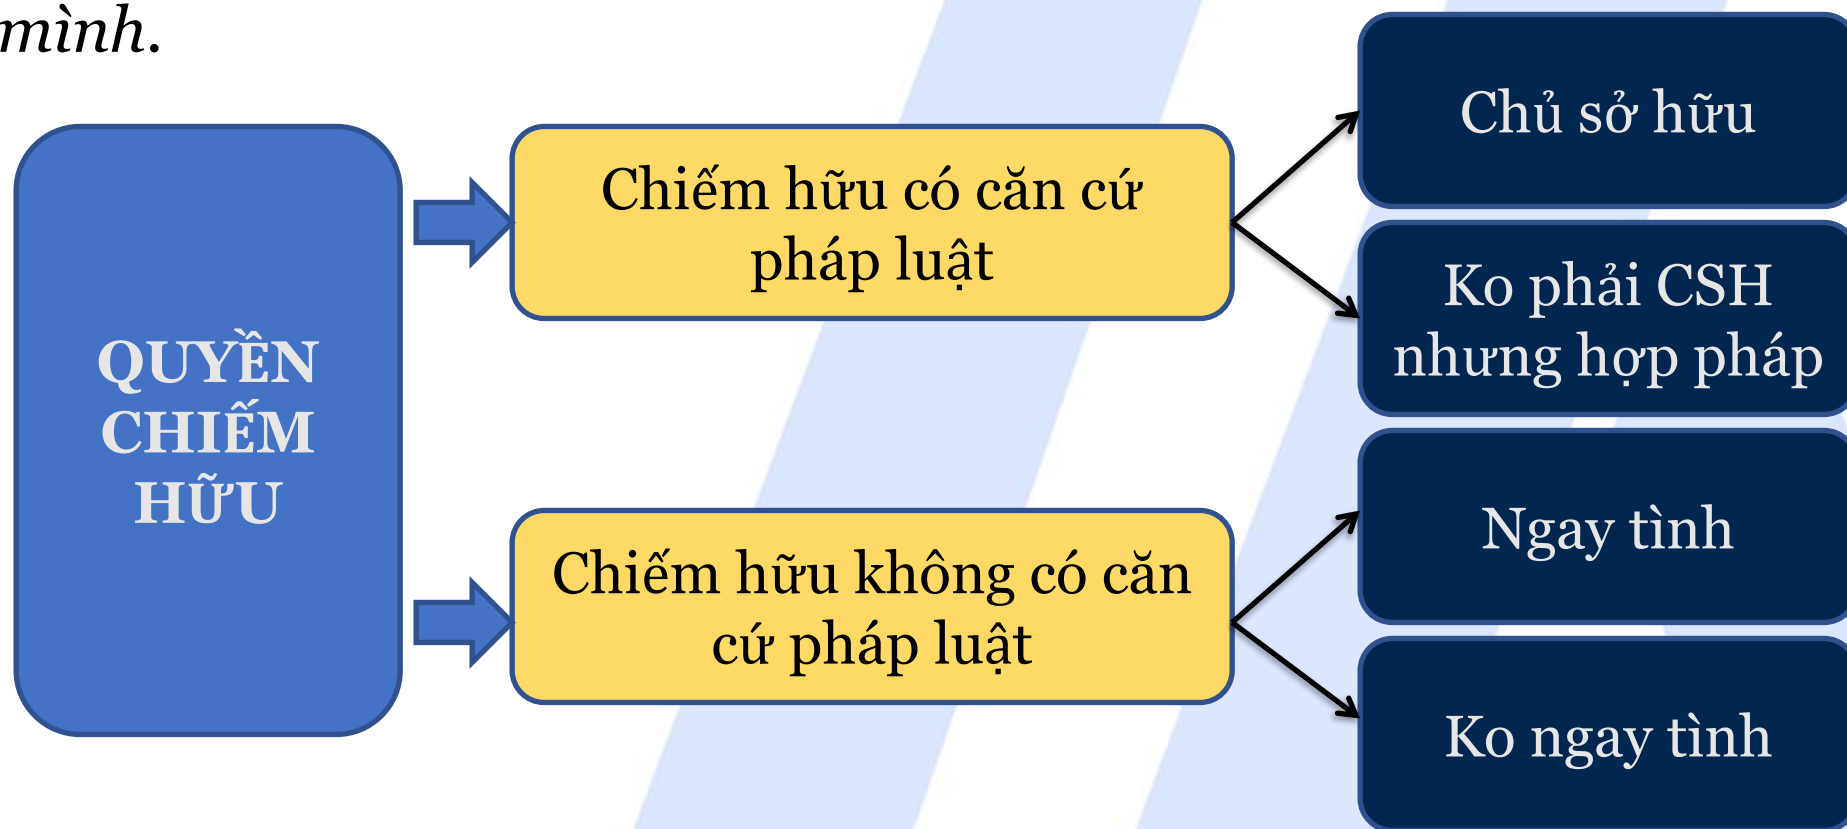 mình.
QUYỀN
CHIẾM
HỮU
Chiếm hữu có căn cứ
pháp luật
Chủ sở hữu
Ko phải CSH
nhưng hợp pháp
Chiếm hữu không có căn
cứ pháp luật
Ngay tình
Ko ngay tình